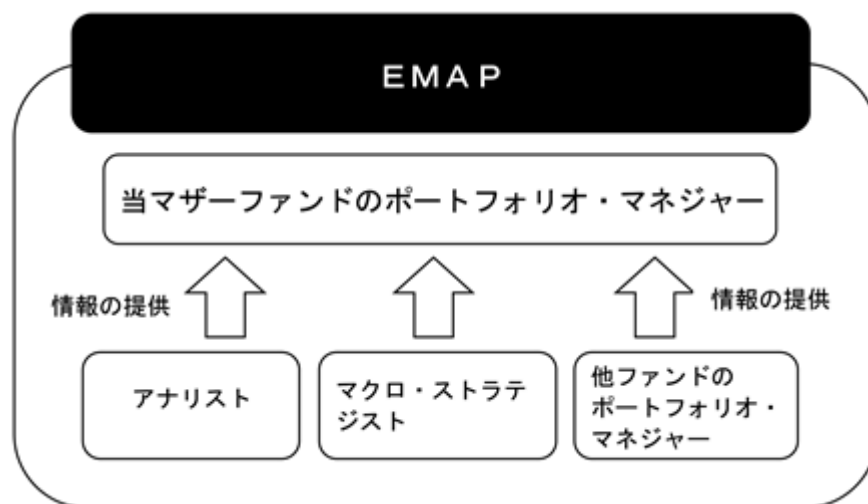 EMAP
当マザーファンドのポートフォリオ・マネジャー
情報の提供
情報の提供
アナリスト
マクロ・ストラテ
ジスト
他ファンドの
ポートフォリオ・
マネジャー